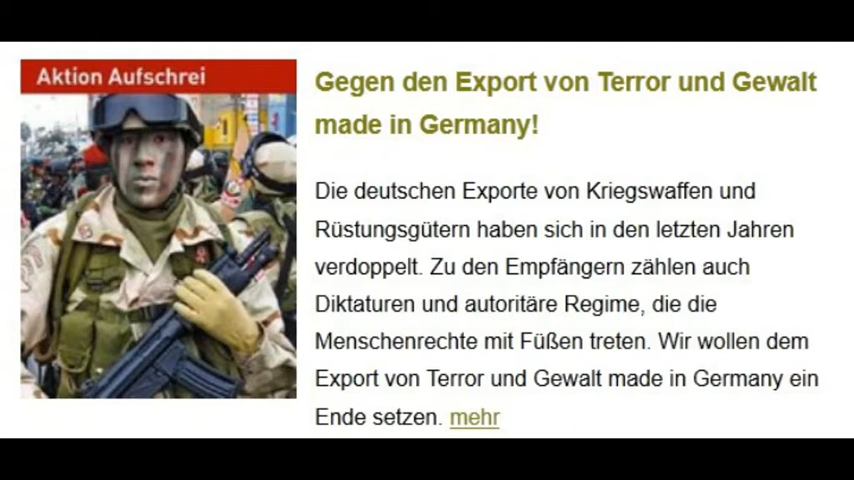 Aktion Aufschrei
Gegen den Export von Terror und Gewalt
made in Germany!
Die deutschen Exporte von Kriegswaffen und
Rüstungsgütern haben sich in den letzten Jahren
verdoppelt. Zu den Empfängern zählen auch
Diktaturen und autoritäre Regime, die die
Menschenrechte mit Füßen treten. Wir wollen dem
Export von Terror und Gewalt made in Germany ein
Ende setzen. mehr